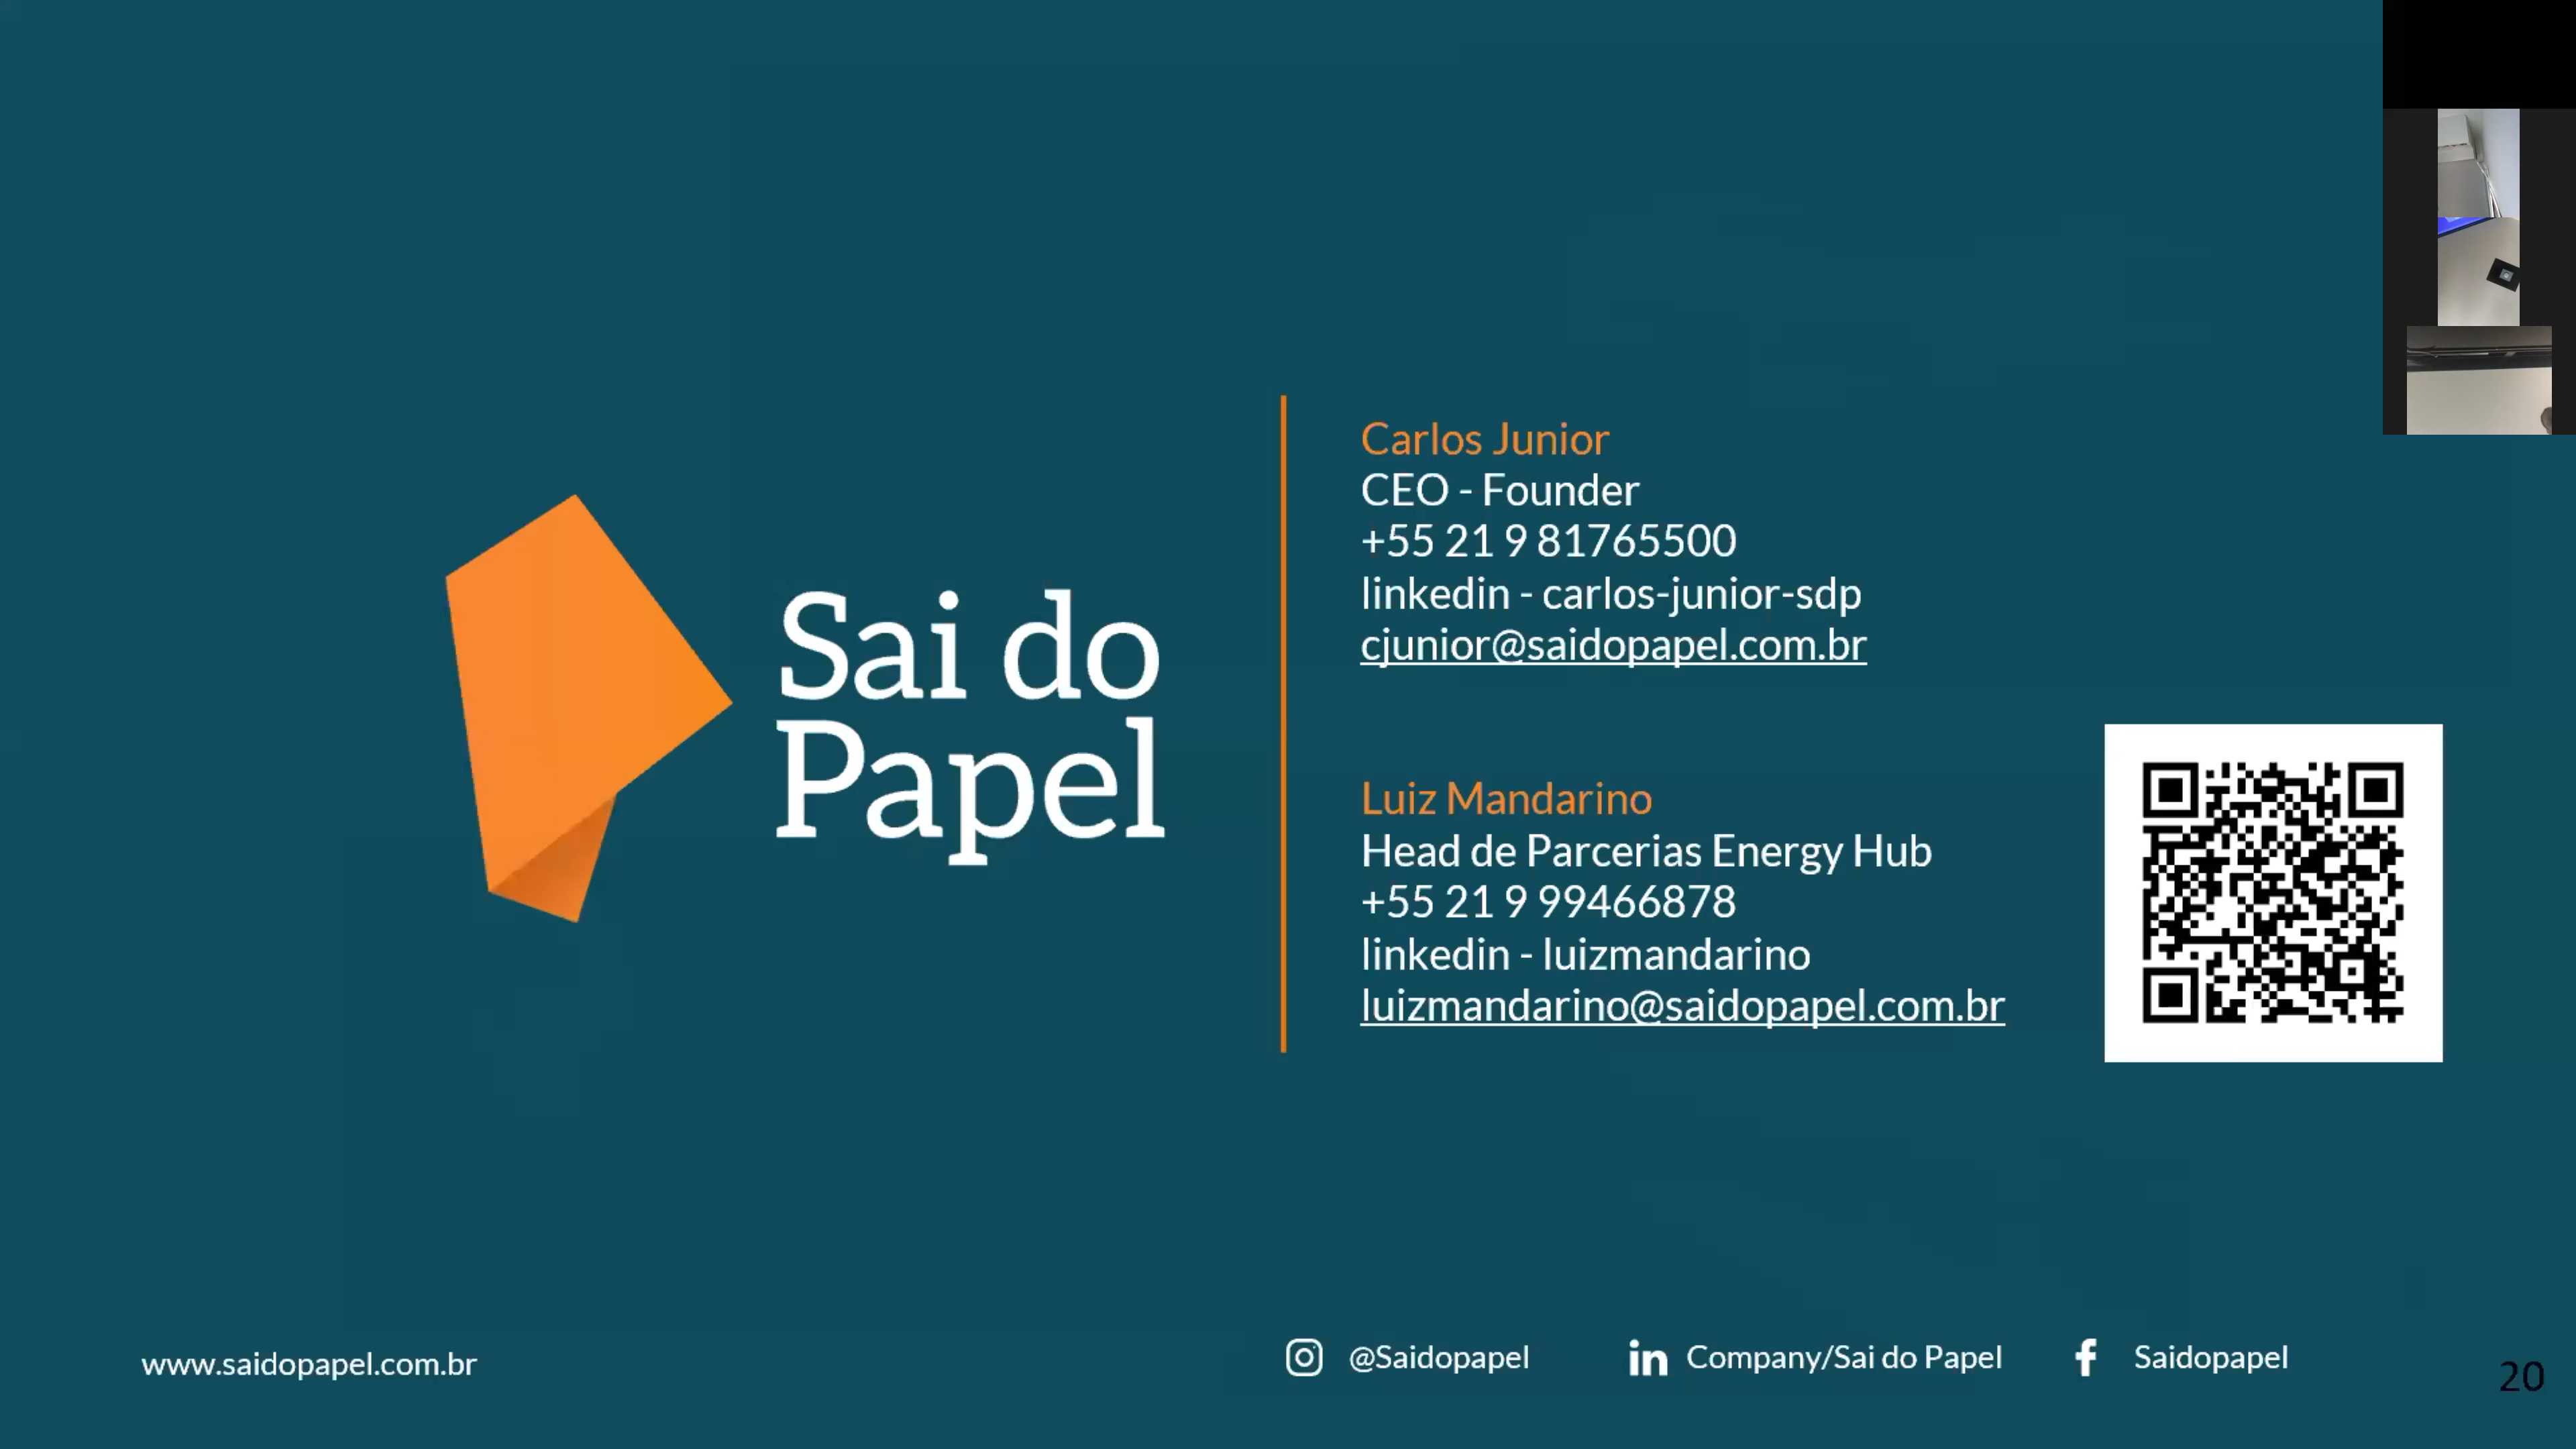 Sai do
Papel
Carlos Junior
CEO - Founder
+55 21 9 81765500
linkedin - carlos-junior-sdp
cjunior@saidopapel.com.br
Luiz Mandarino
Head de Parcerias Energy Hub
+55 21 9 99466878
linkedin - luizmandarino
luizmandarino@saidopapel.com.br
www.saidopapel.com.br
@Saidopapel
Company/Sai do Papel
Saidopapel
20